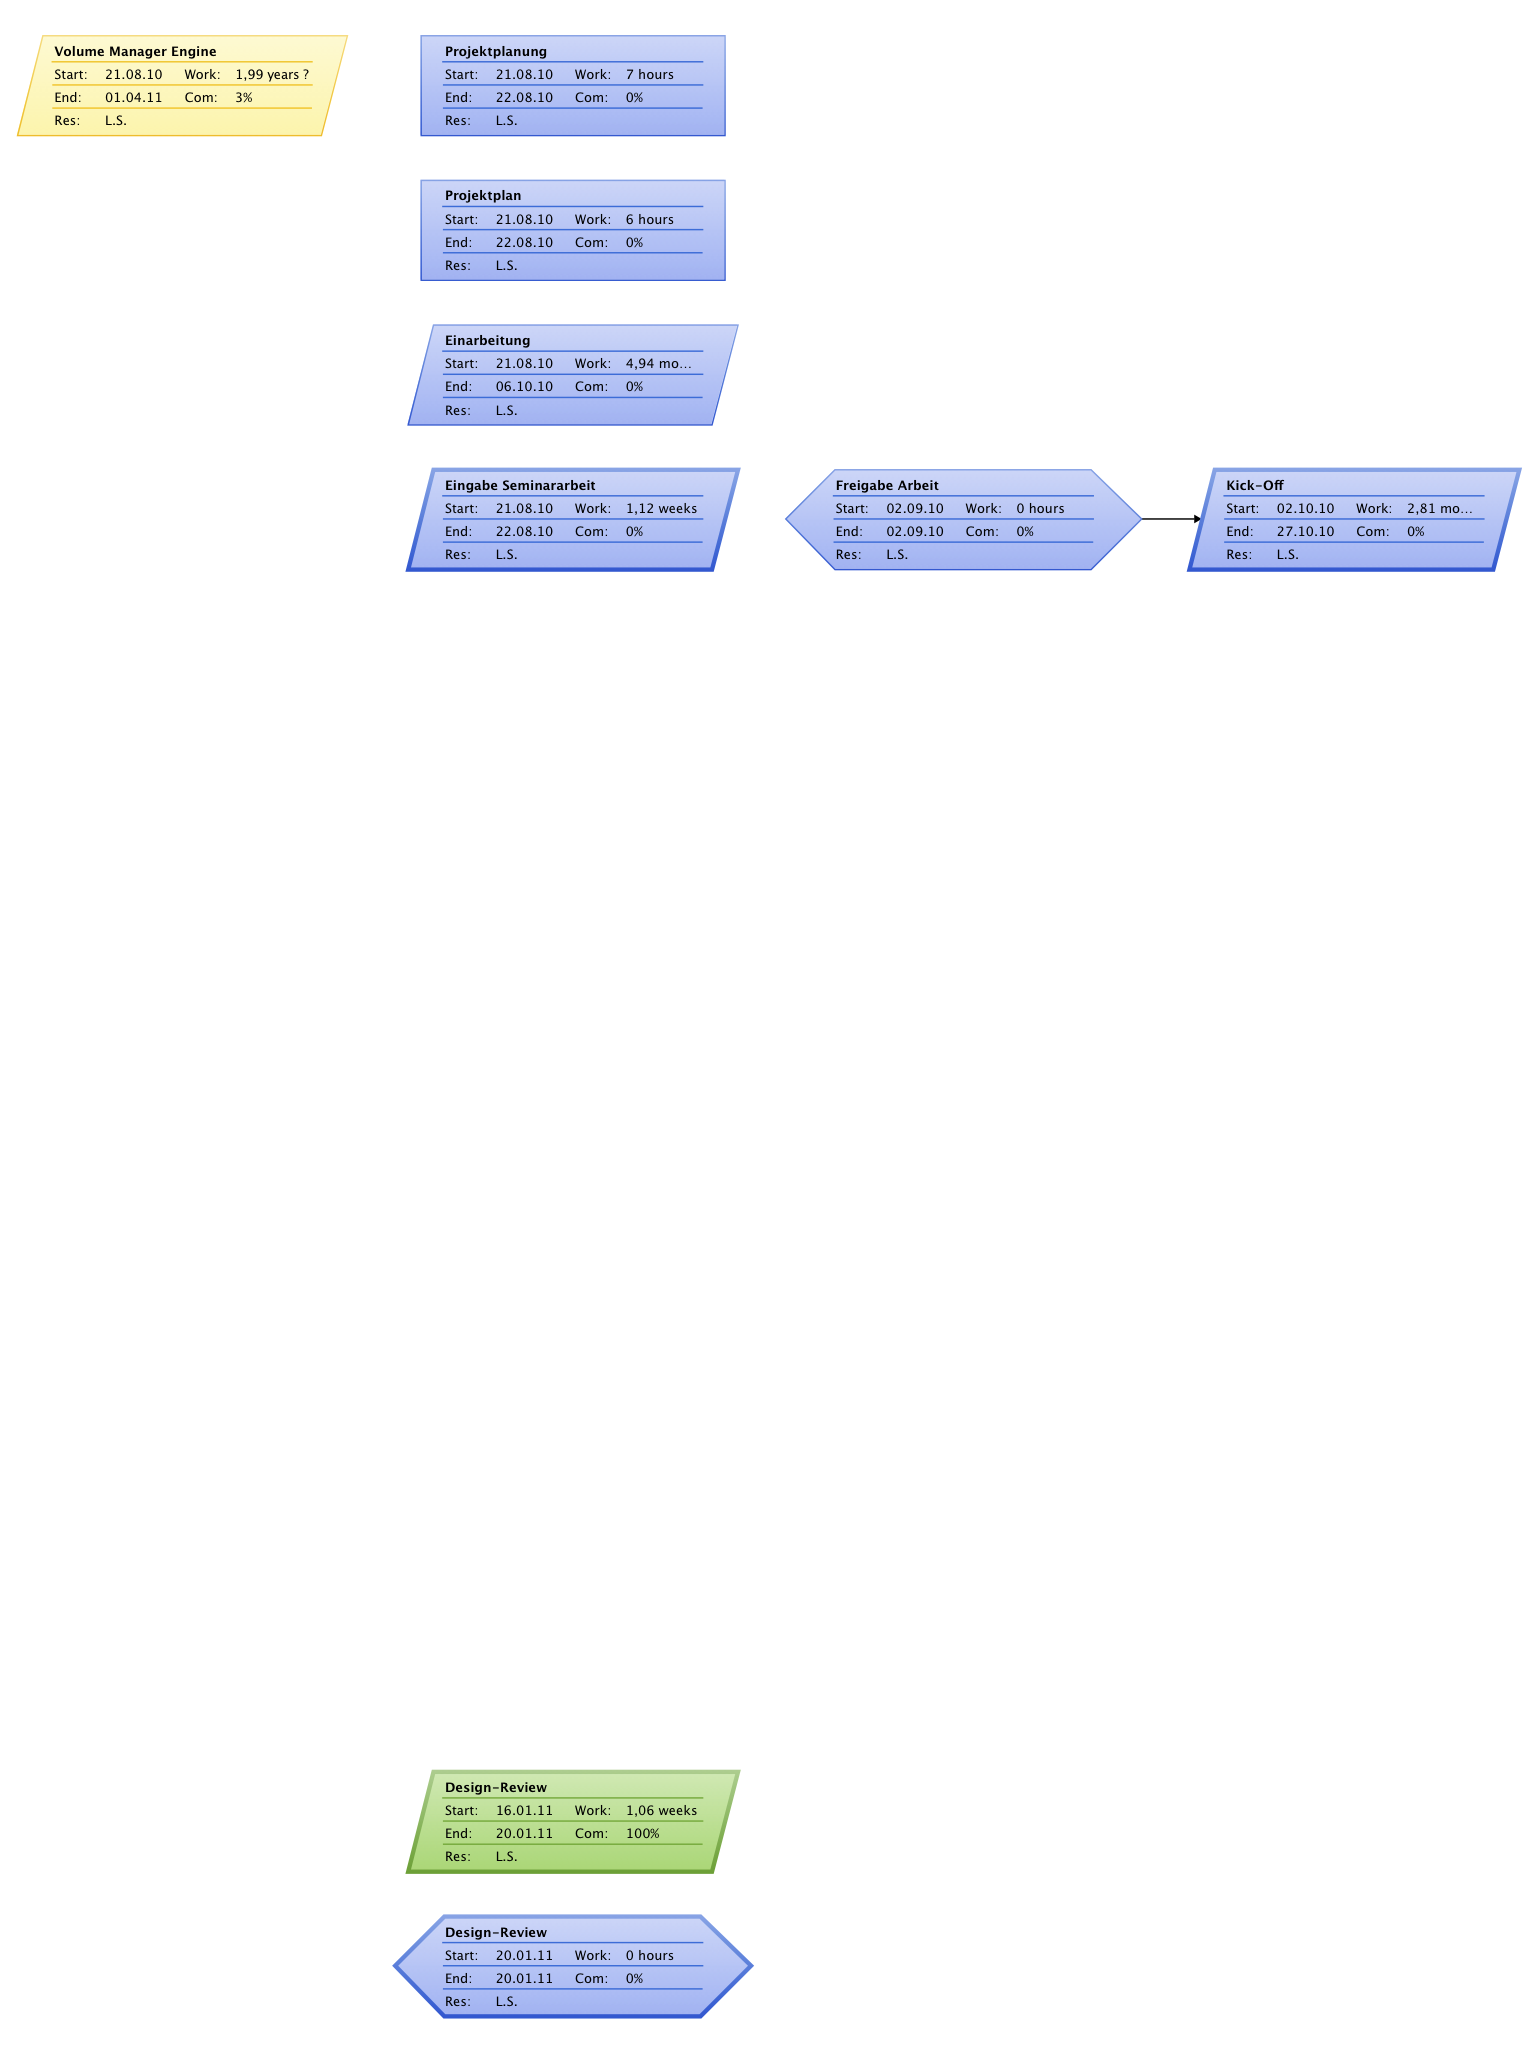 Volume Manager Engine
Start: 21.08.10 Work: 1,99 years ?
End: 01.04.11 Com: 3%
Res: L.S.
Projektplanung
Start: 21.08.10 Work: 7 hours
End: 22.08.10 Com: 0%
Res: L.S.
Projektplan
Start: 21.08.10 Work: 6 hours
End: 22.08.10 Com: 0%
Res: L.S.
Einarbeitung
Start: 21.08.10 Work: 4,94 mo...
End: 06.10.10 Com: 0%
Res: L.S.
Eingabe Seminararbeit
Start: 21.08.10 Work: 1,12 weeks
End: 22.08.10 Com: 0%
Res: L.S.
Freigabe Arbeit
Start: 02.09.10 Work: 0 hours
End: 02.09.10 Com: 0%
Res: L.S.
Kick-Off
Start: 02.10.10 Work: 2,81 mo...
End: 27.10.10 Com: 0%
Res: L.S.
Design-Review
Start: 16.01.11 Work: 1,06 weeks
End: 20.01.11 Com: 100%
Res: L.S.
Design-Review
Start: 20.01.11 Work: 0 hours
End: 20.01.11 Com: 0%
Res: L.S.